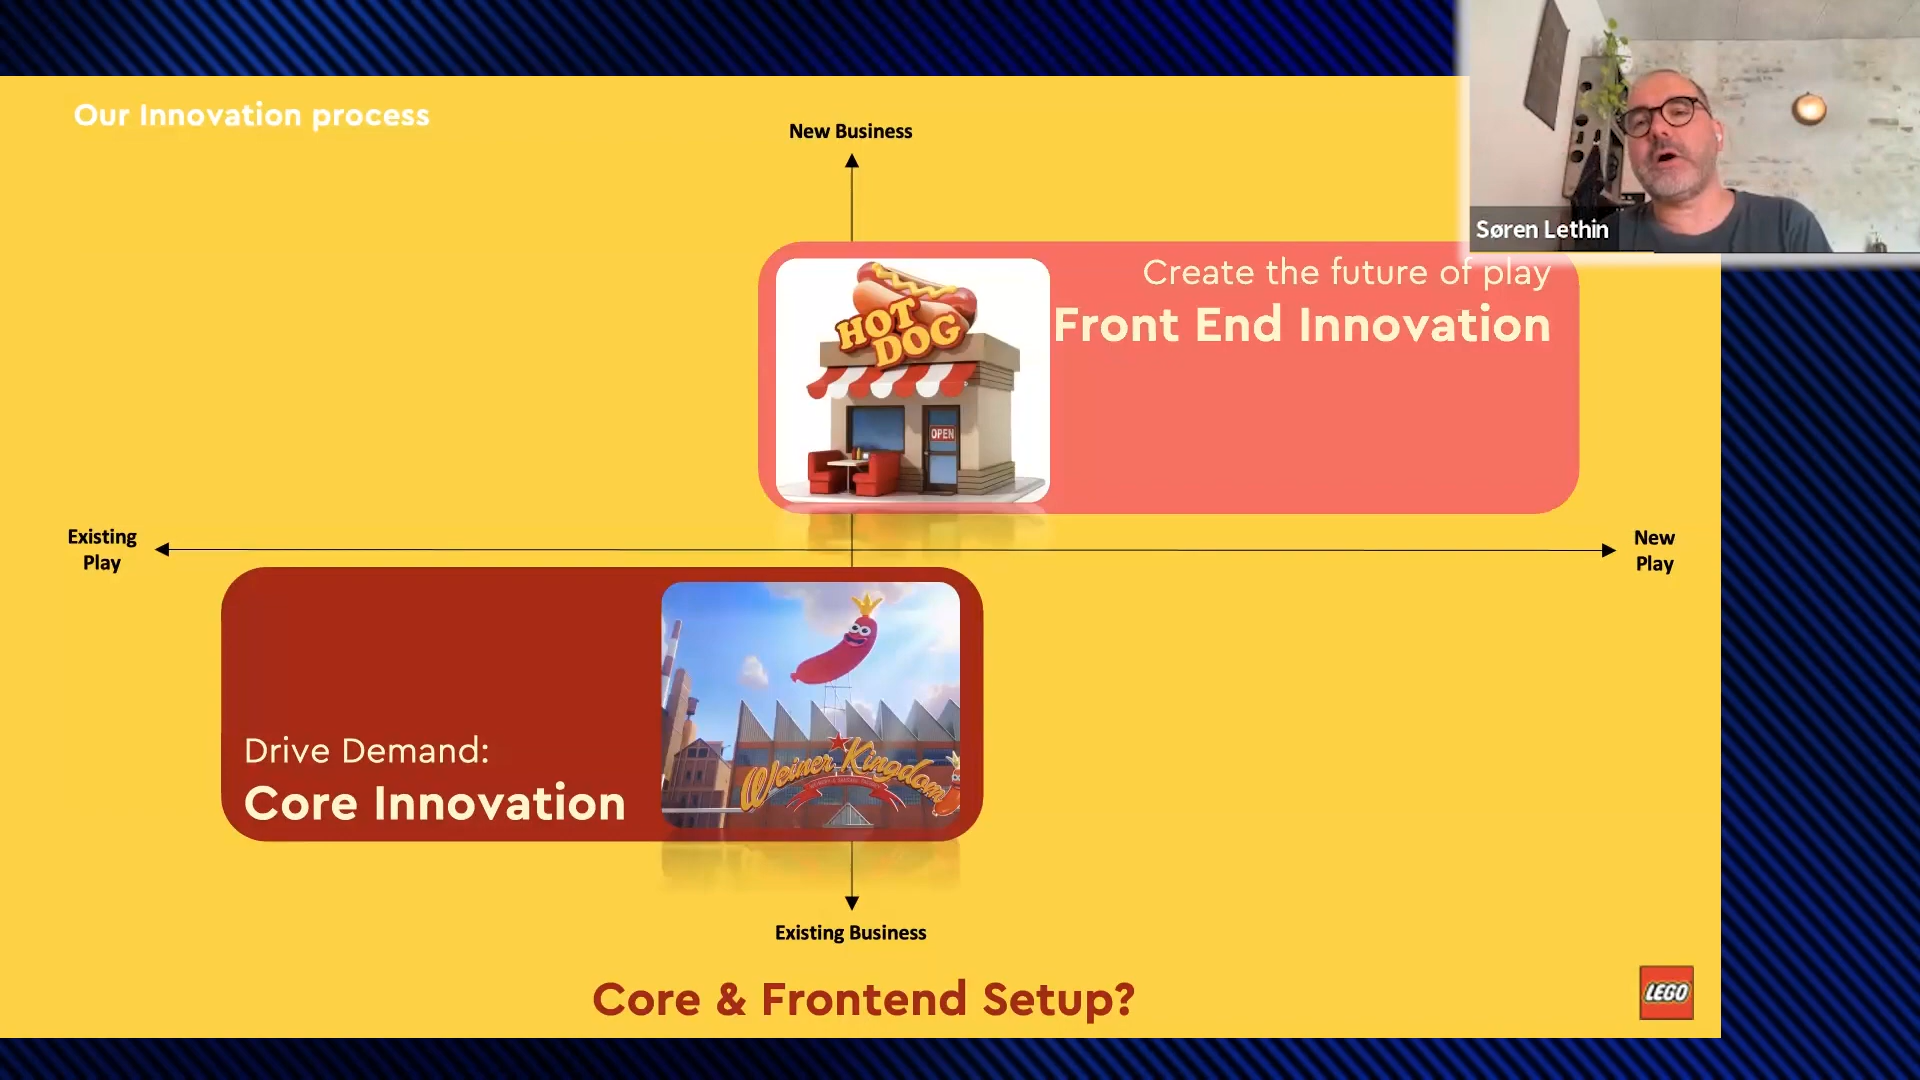 Our Innovation process
New Business
Søren Lethin
Create the future of play
Front End Innovation
HOT
DOG
OPEN
Existing
Play
New
Play
Weiner Kingdom
Drive Demand:
Core Innovation
Existing Business
Core & Frontend Setup?
LEGO